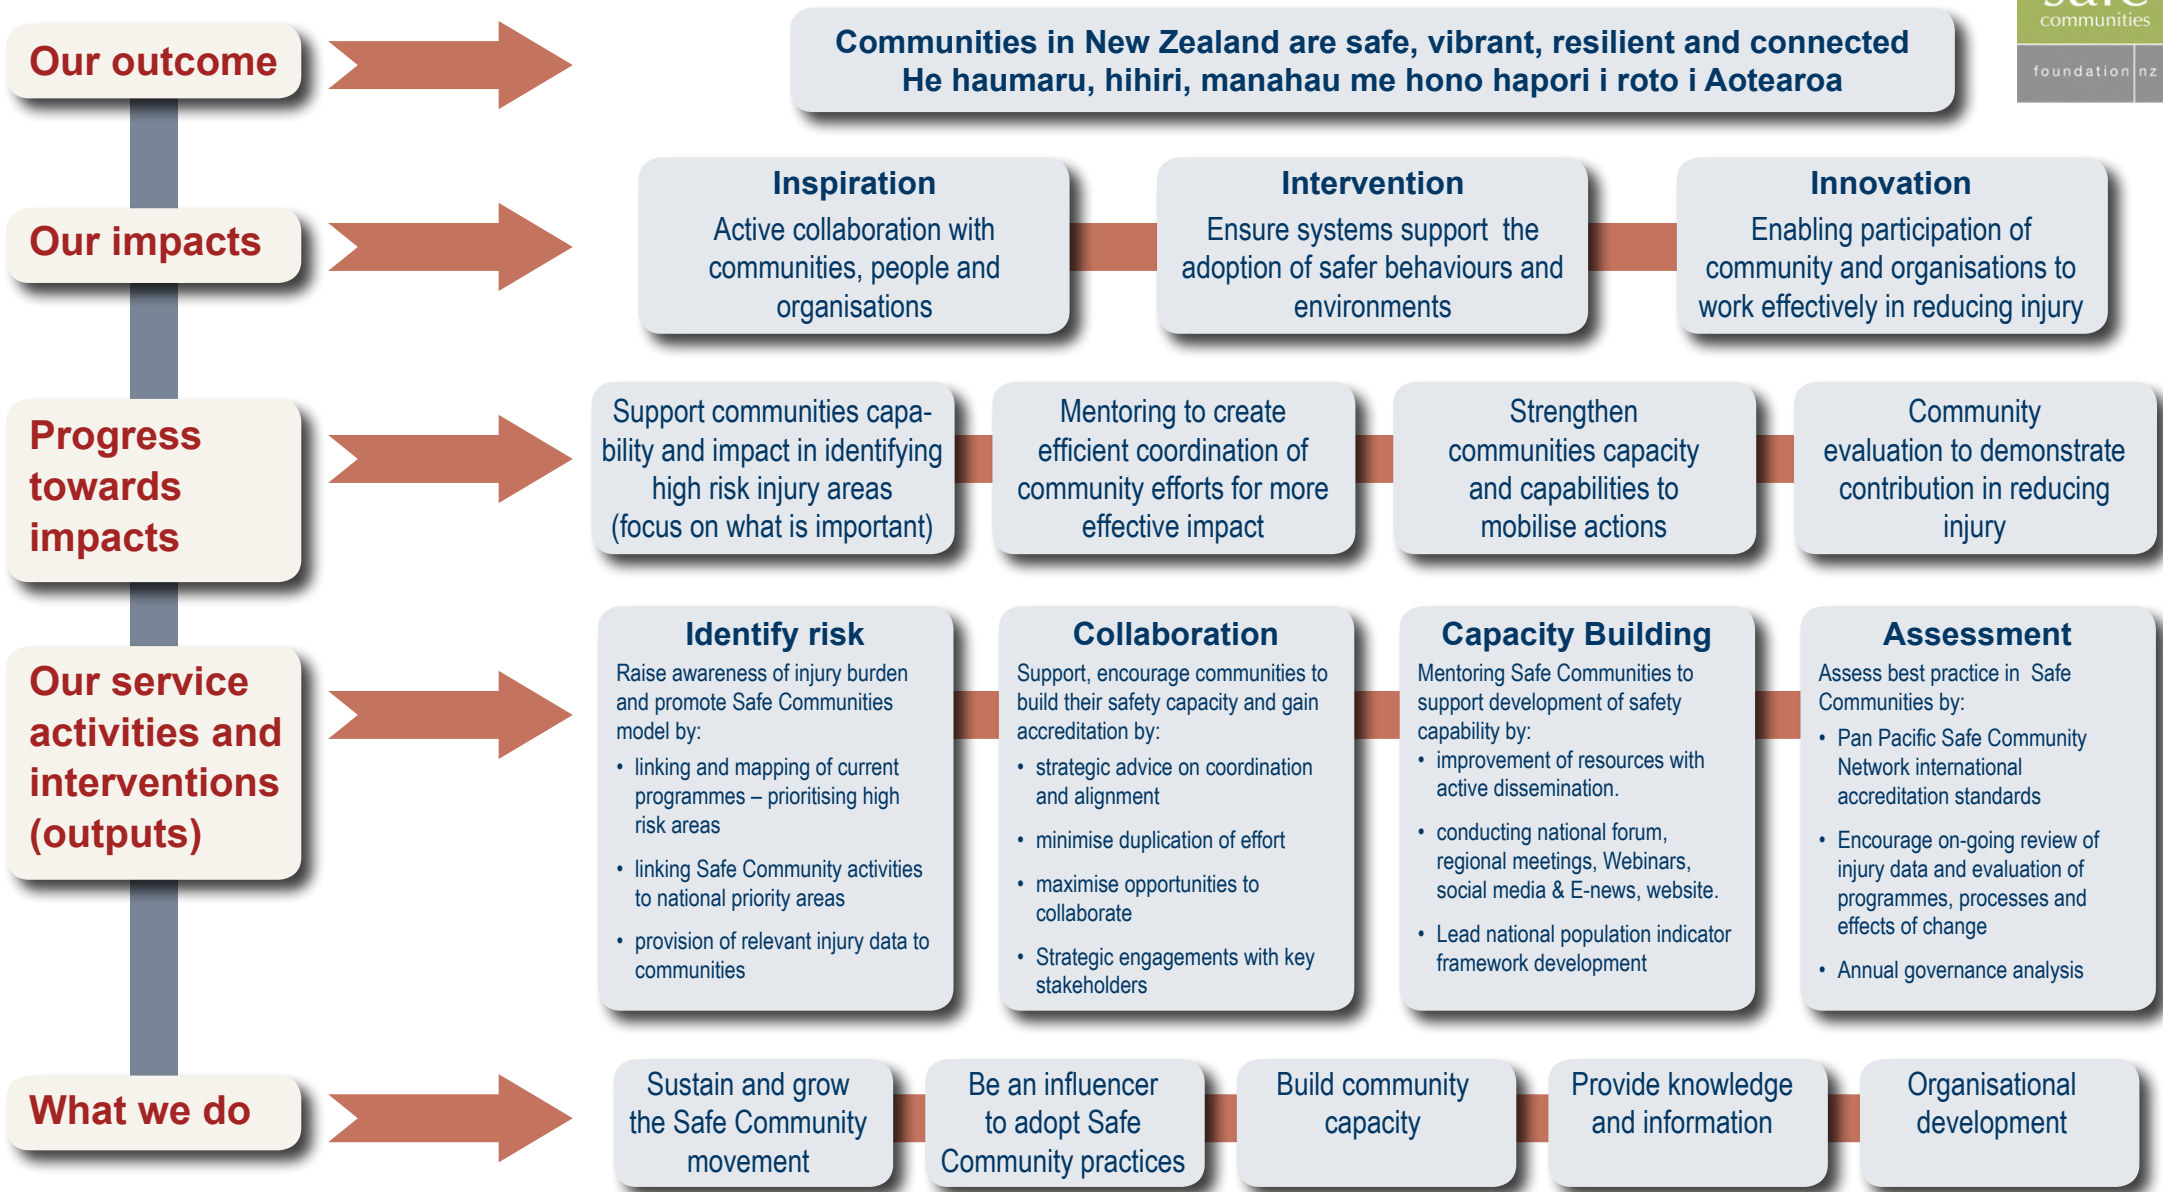 Our outcome
Communities in New Zealand are safe, vibrant, resilient and connected
He haumaru, hihiri, manahau me hono hapori i roto i Aotearoa
safe
communities
foundation nz
Our impacts
Inspiration
Active collaboration with
communities, people and
organisations
Intervention
Ensure systems support the
adoption of safer behaviours and
environments
Innovation
Enabling participation of
community and organisations to
work effectively in reducing injury
Progress
towards
impacts
Support communities capa-
bility and impact in identifying
high risk injury areas
(focus on what is important)
Mentoring to create
efficient coordination of
community efforts for more
effective impact
Strengthen
communities capacity
and capabilities to
mobilise actions
Community
evaluation to demonstrate
contribution in reducing
injury
Our service
activities and
interventions
(outputs)
Identify risk
Raise awareness of injury burden
and promote Safe Communities
model by:
• linking and mapping of current
programmes – prioritising high
risk areas
• linking Safe Community activities
to national priority areas
• provision of relevant injury data to
communities
Collaboration
Support, encourage communities to
build their safety capacity and gain
accreditation by:
• strategic advice on coordination
and alignment
• minimise duplication of effort
• maximise opportunities to
collaborate
• Strategic engagements with key
stakeholders
Capacity Building
Mentoring Safe Communities to
support development of safety
capability by:
• improvement of resources with
active dissemination.
• conducting national forum,
regional meetings, Webinars,
social media & E-news, website.
• Lead national population indicator
framework development
Assessment
Assess best practice in Safe
Communities by:
• Pan Pacific Safe Community
Network international
accreditation standards
• Encourage on-going review of
injury data and evaluation of
programmes, processes and
effects of change
• Annual governance analysis
What we do
Sustain and grow
the Safe Community
movement
Be an influencer
to adopt Safe
Community practices
Build community
capacity
Provide knowledge
and information
Organisational
development